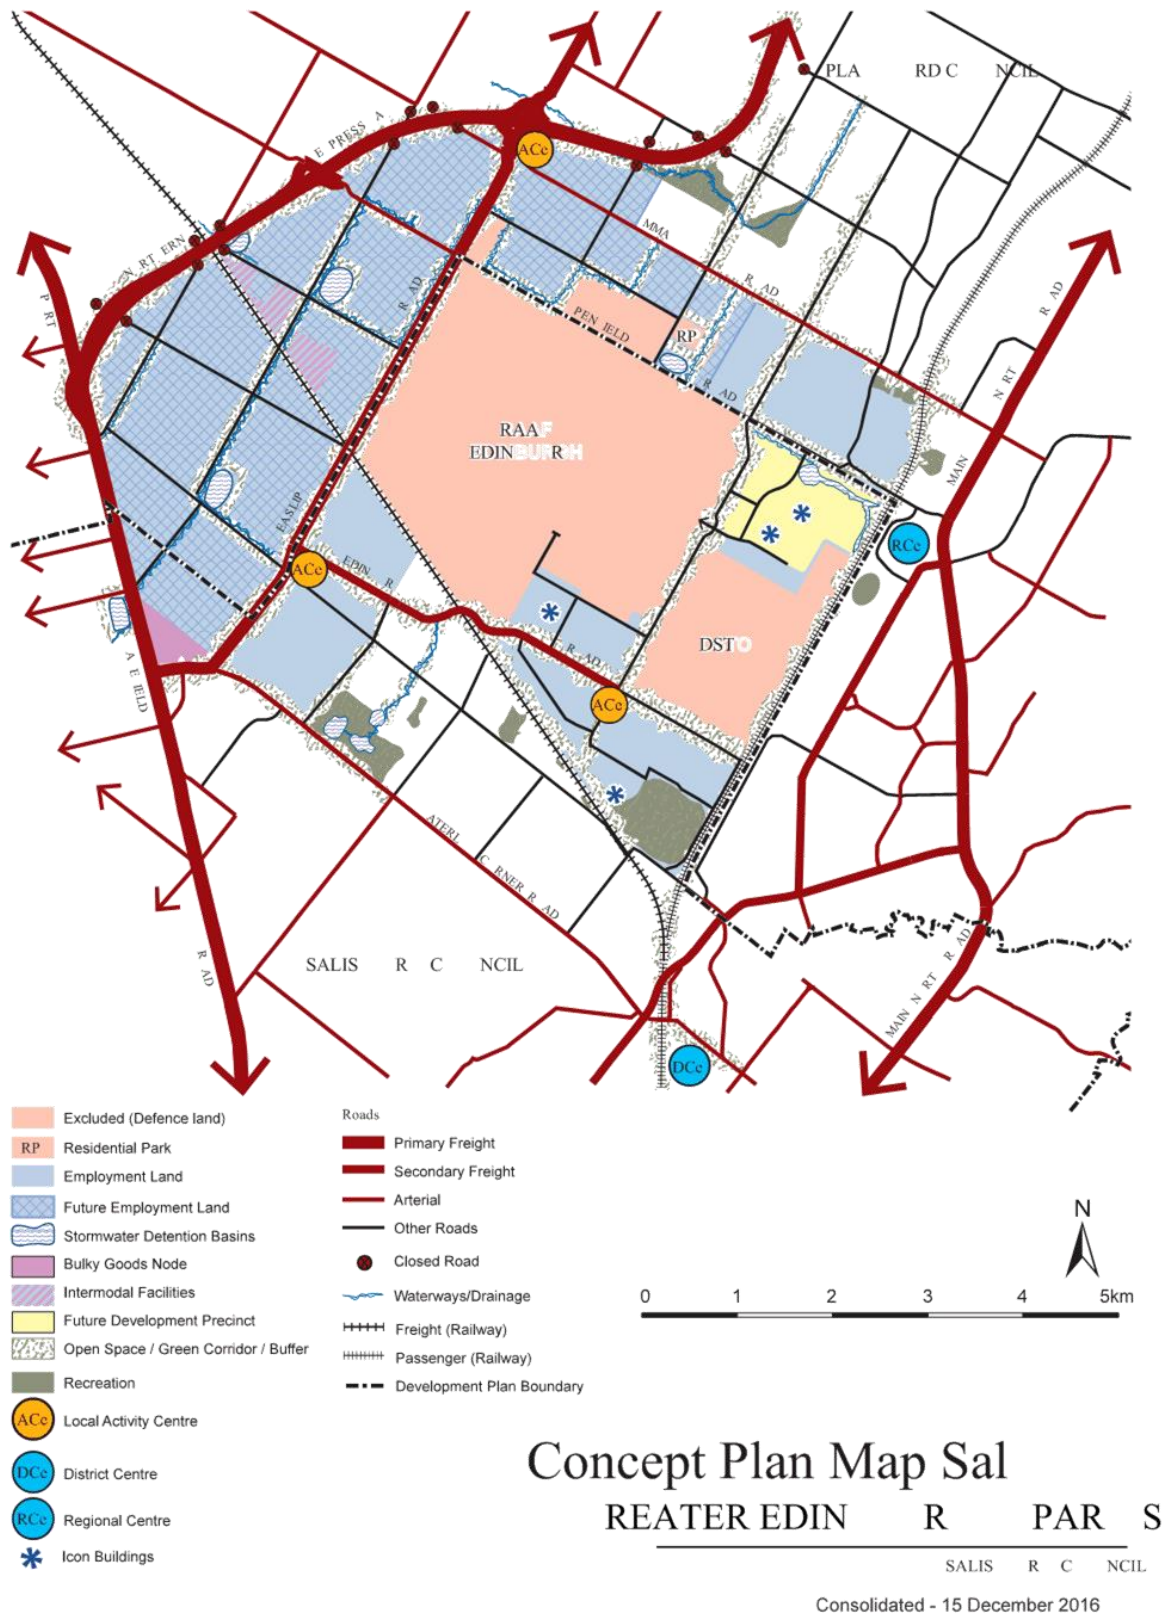 PLA RD C NCIL
E PRESS A
ACe
N RT ERN
MMA
R AD
R AD
P RT
R AD
PEN IELD
RP
R AD
N RT
RAAF
EDINBURGH
R
MAIN
EASLIP
RCe
ACe
EDIN R
R AD
DSTO
A E IELD
ACe
ATERL C RNER R AD
SALIS R C NCIL
R AD
MAIN N RT R AD
DCe
Excluded (Defence land)
RP Residential Park
Employment Land
Future Employment Land
Stormwater Detention Basins
Bulky Goods Node
Intermodal Facilities
Future Development Precinct
Open Space / Green Corridor / Buffer
Recreation
ACe Local Activity Centre
DCe District Centre
RCe Regional Centre
Icon Buildings
Roads
Primary Freight
Secondary Freight
Arterial
Other Roads
Closed Road
Waterways/Drainage
Freight (Railway)
Passenger (Railway)
Development Plan Boundary
N
0 1 2 3 4 5km
Concept Plan Map Sal
REATER EDIN R PAR S
SALIS R C NCIL
Consolidated - 15 December 2016